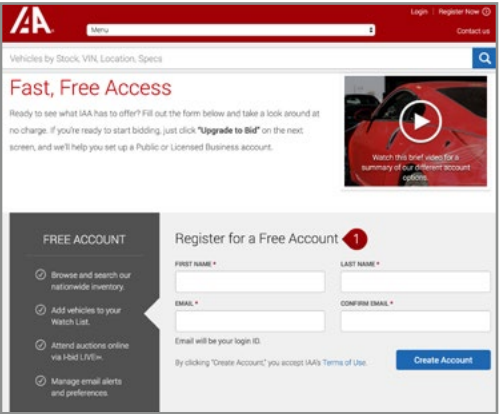 Login | Register Now
IAA
Menu
Contact us
Vehicles by Stock, VIN, Location, Specs
Fast, Free Access
Ready to see what IAA has to offer? Fill out the form below and take a look around at
no charge. If you're ready to start bidding, just click "Upgrade to Bid" on the next
screen, and we'll help you set up a Public or Licensed Business account.
Watch this brief video for a
summary of our different account
options.
FREE ACCOUNT
Browse and search our
nationwide inventory.
Add vehicles to your
Watch List.
Attend auctions online
via I-bid LIVE℠.
Manage email alerts
and preferences.
Register for a Free Account 1
FIRST NAME * LAST NAME *
EMAIL * CONFIRM EMAIL *
Email will be your login ID.
By clicking "Create Account," you accept IAA's Terms of Use.
Create Account